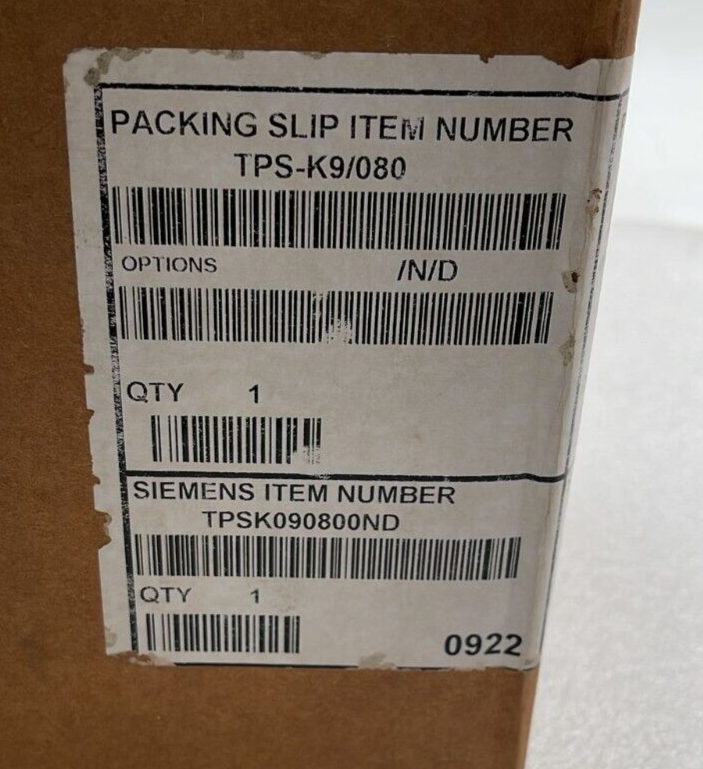 PACKING SLIP ITEM NUMBER
TPS-K9/080
OPTIONS /N/D
QTY 1
SIEMENS ITEM NUMBER
TPSK090800ND
QTY 1
0922